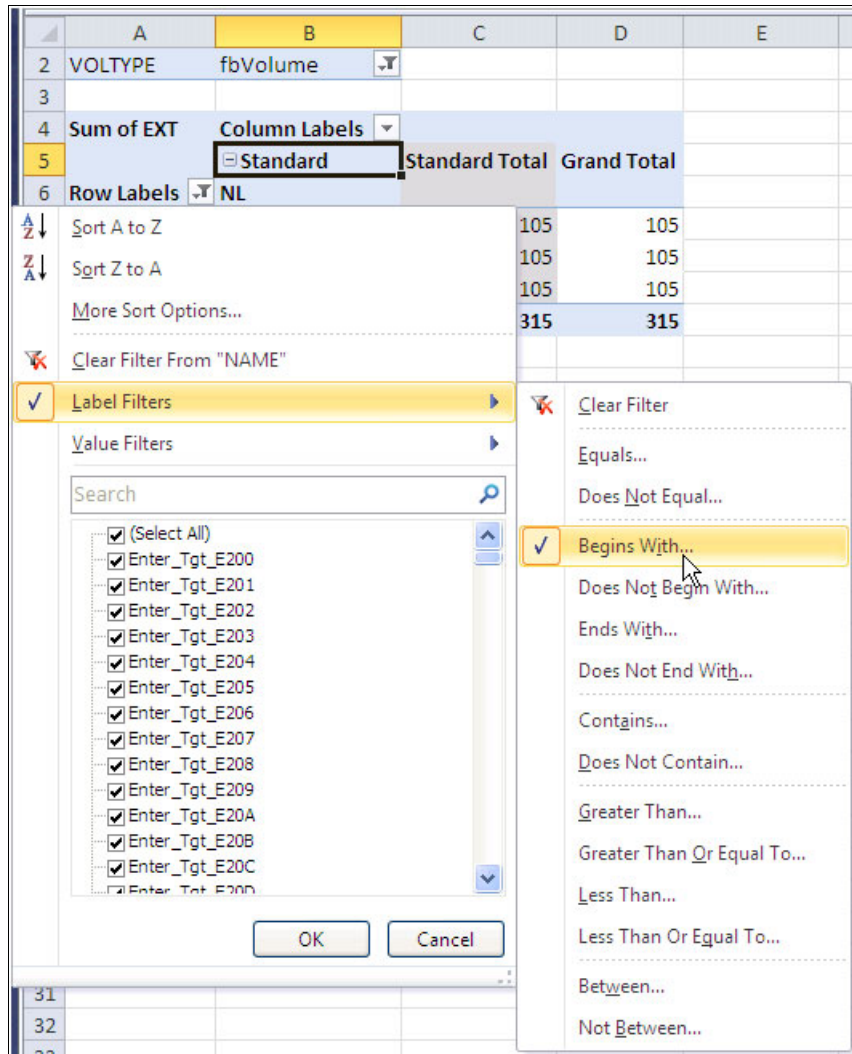 A B C D E
2 VOLTYPE fbVolume
3
4 Sum of EXT Column Labels
5 Standard Standard Total Grand Total
6 Row Labels NL
105 105
105 105
105 105
315 315
Sort A to Z
Sort Z to A
More Sort Options...
Clear Filter From "NAME"
Label Filters
Value Filters
Search
(Select All)
Enter_Tgt_E200
Enter_Tgt_E201
Enter_Tgt_E202
Enter_Tgt_E203
Enter_Tgt_E204
Enter_Tgt_E205
Enter_Tgt_E206
Enter_Tgt_E207
Enter_Tgt_E208
Enter_Tgt_E209
Enter_Tgt_E20A
Enter_Tgt_E20B
Enter_Tgt_E20C
Enter_Tgt_E20D
OK Cancel
Clear Filter
Equals...
Does Not Equal...
Begins With...
Does Not Begin With...
Ends With...
Does Not End With...
Contains...
Does Not Contain...
Greater Than...
Greater Than Or Equal To...
Less Than...
Less Than Or Equal To...
Between...
Not Between...
31
32